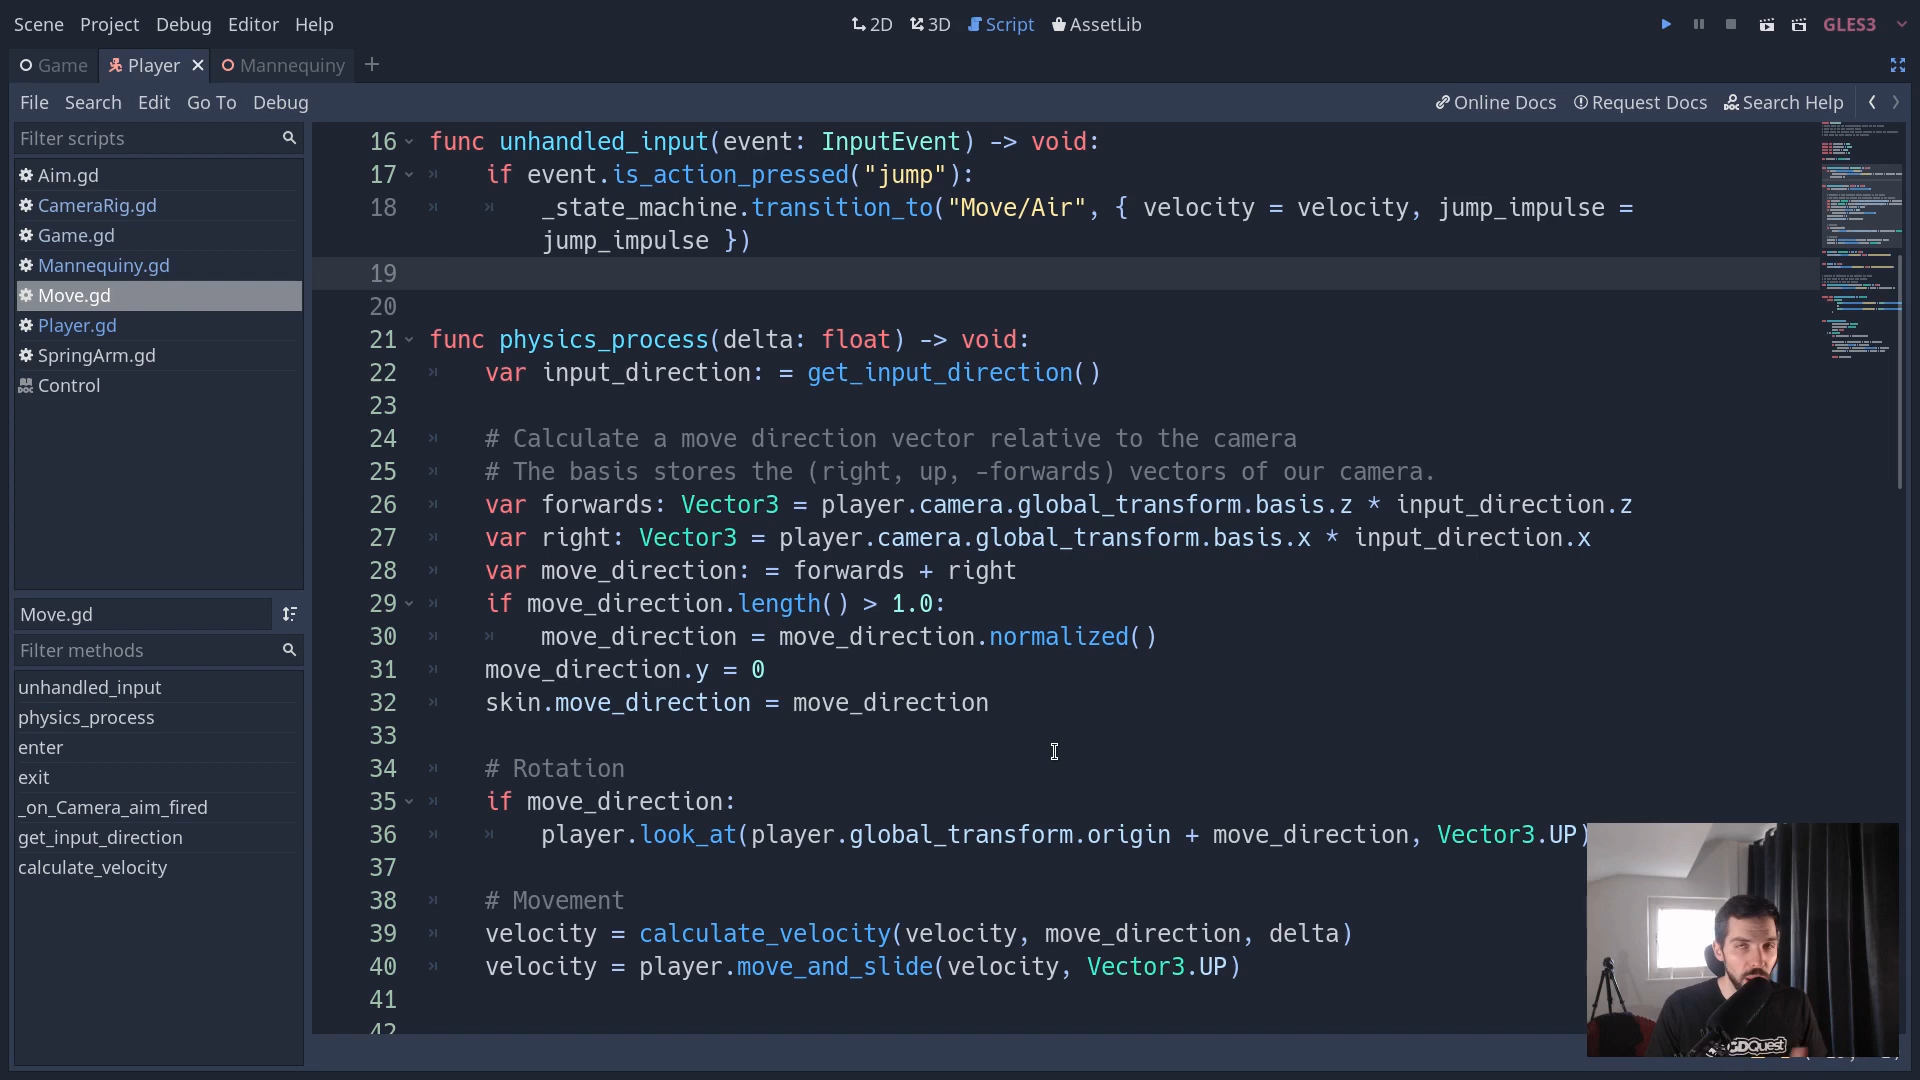 Scene Project Debug Editor Help 2D 3D Script AssetLib GLES3
Game Player Mannequiny
File Search Edit Go To Debug Online Docs Request Docs Search Help
Filter scripts
Aim.gd
CameraRig.gd
Game.gd
Mannequiny.gd
Move.gd
Player.gd
SpringArm.gd
Control
Move.gd
Filter methods
unhandled_input
physics_process
enter
exit
_on_Camera_aim_fired
get_input_direction
calculate_velocity
16 func unhandled_input(event: InputEvent) -> void:
17 if event.is_action_pressed("jump"):
18 _state_machine.transition_to("Move/Air", { velocity = velocity, jump_impulse =
jump_impulse })
19
20
21 func physics_process(delta: float) -> void:
22 var input_direction: = get_input_direction()
23
24 # Calculate a move direction vector relative to the camera
25 # The basis stores the (right, up, -forwards) vectors of our camera.
26 var forwards: Vector3 = player.camera.global_transform.basis.z * input_direction.z
27 var right: Vector3 = player.camera.global_transform.basis.x * input_direction.x
28 var move_direction: = forwards + right
29 if move_direction.length() > 1.0:
30 move_direction = move_direction.normalized()
31 move_direction.y = 0
32 skin.move_direction = move_direction
33
34 # Rotation
35 if move_direction:
36 player.look_at(player.global_transform.origin + move_direction, Vector3.UP)
37
38 # Movement
39 velocity = calculate_velocity(velocity, move_direction, delta)
40 velocity = player.move_and_slide(velocity, Vector3.UP)
41
42
GDQuest